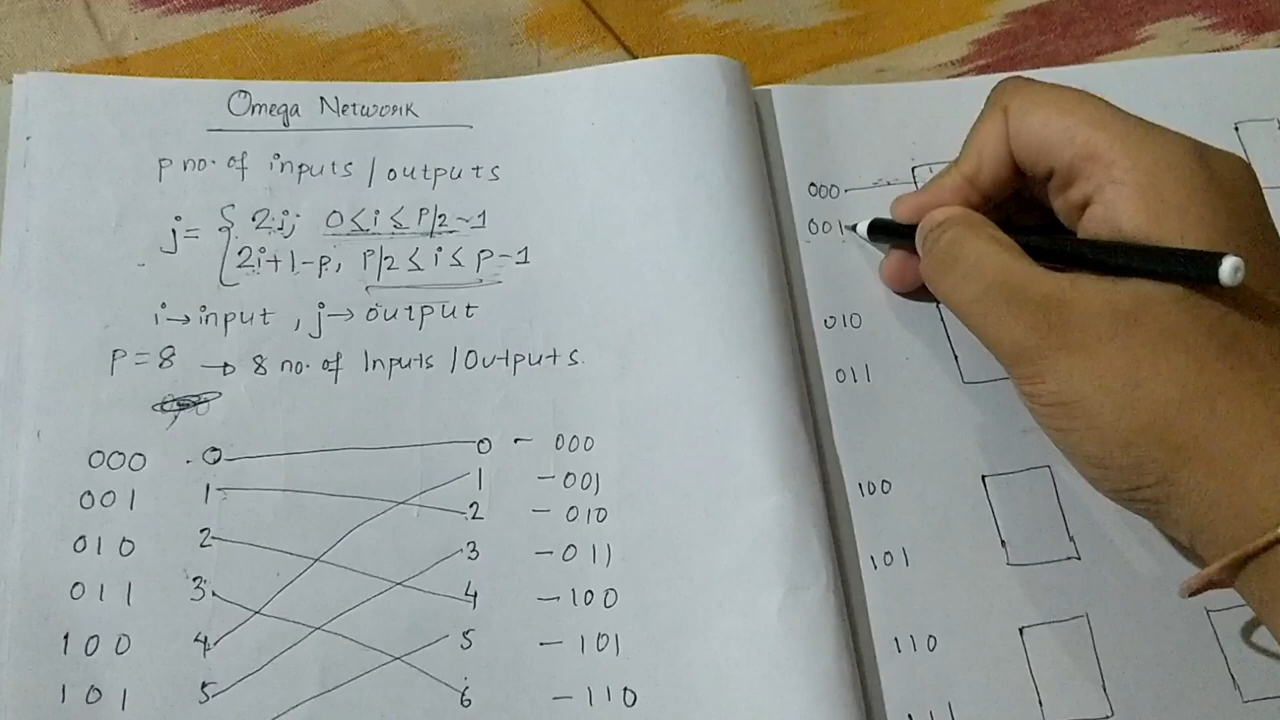 Omega Network
p no. of inputs / outputs
j = { 2i; 0 ≤ i ≤ P/2 - 1
2i+1-p, P/2 ≤ i ≤ p-1
i → input , j → output
P = 8 → 8 no. of Inputs / Outputs.
000 0 0 - 000
001 1 1 - 001
010 2 2 - 010
011 3 3 - 011
100 4 4 - 100
101 5 5 - 101
6 - 110
000
001
010
011
100
101
110